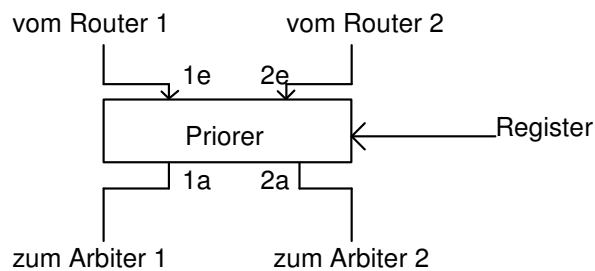 vom Router 1
vom Router 2
1e
2e
Priorer
Register
1a
2a
zum Arbiter 1
zum Arbiter 2